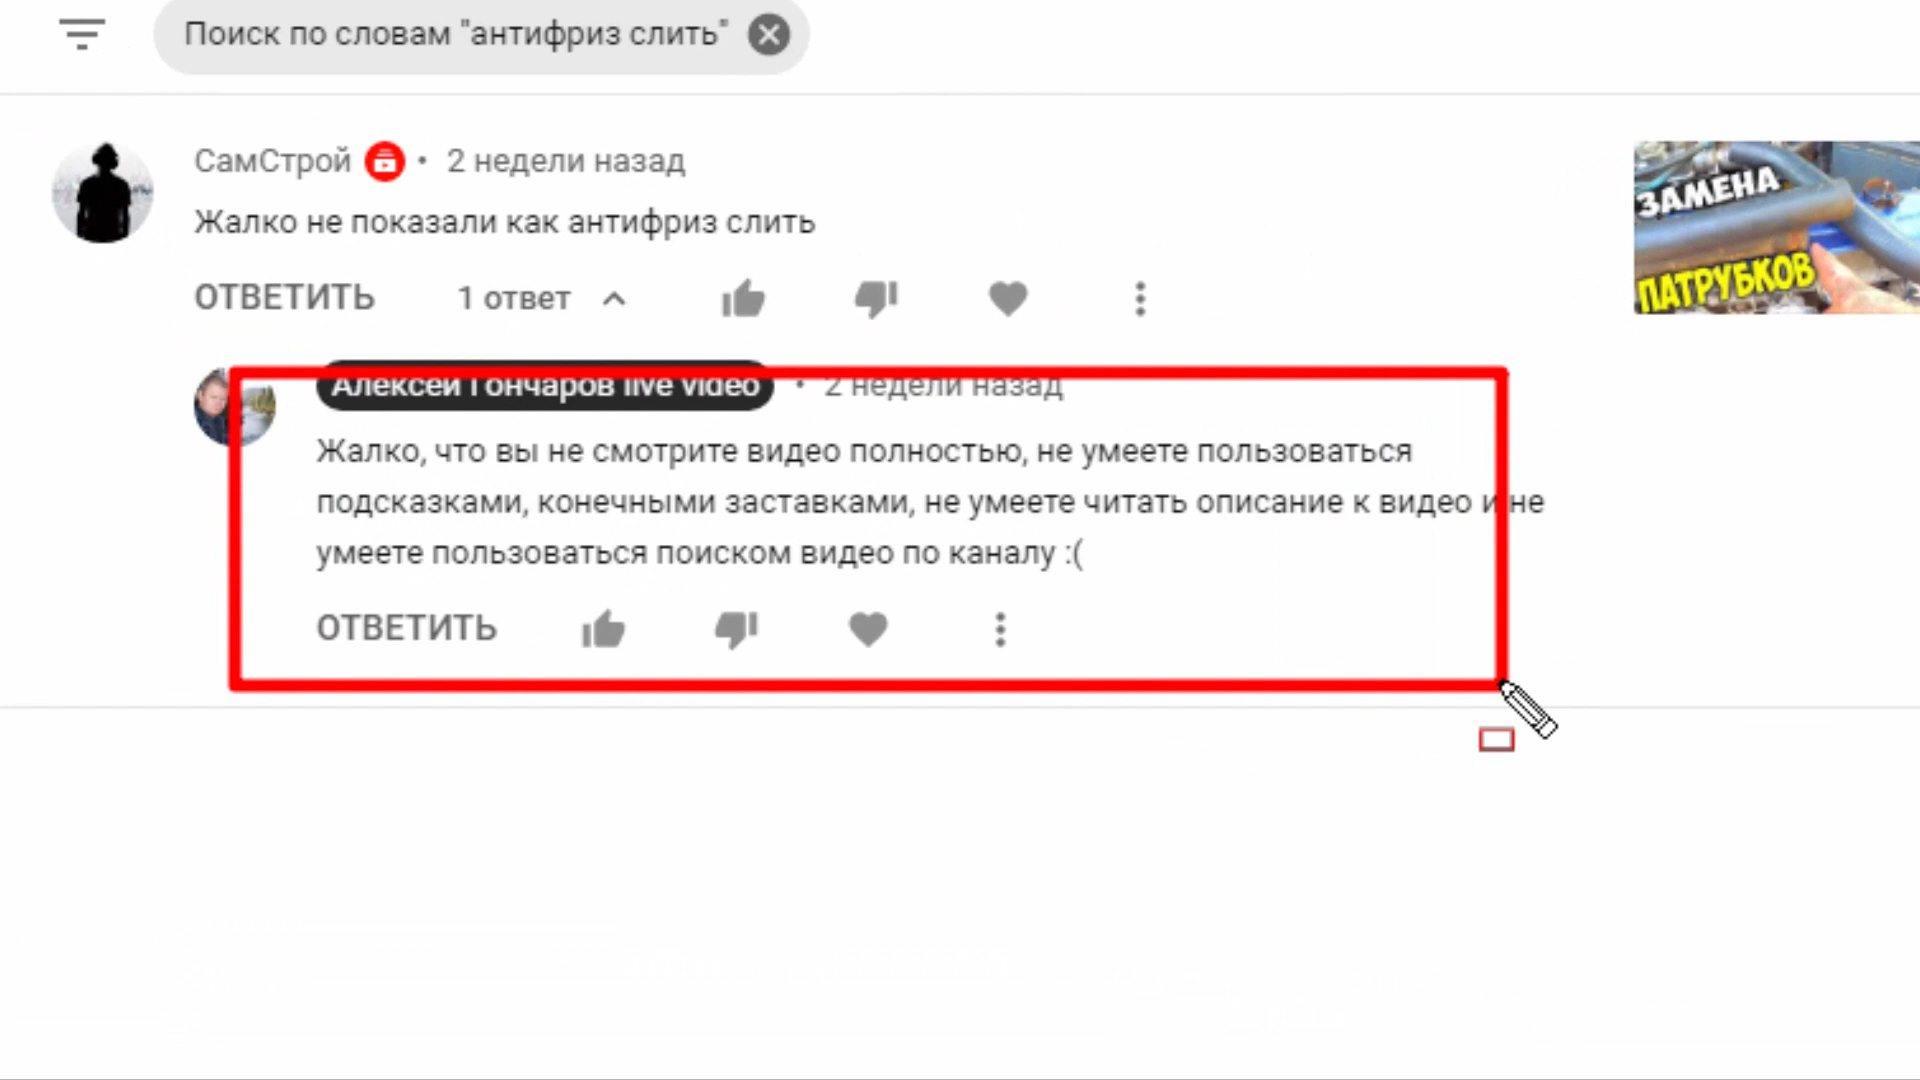 Поиск по словам "антифриз слить"
СамСтрой • 2 недели назад
Жалко не показали как антифриз слить
ОТВЕТИТЬ 1 ответ
ЗАМЕНА
ПАТРУБКОВ
Алексей Гончаров live video • 2 недели назад
Жалко, что вы не смотрите видео полностью, не умеете пользоваться
подсказками, конечными заставками, не умеете читать описание к видео и не
умеете пользоваться поиском видео по каналу :(
ОТВЕТИТЬ